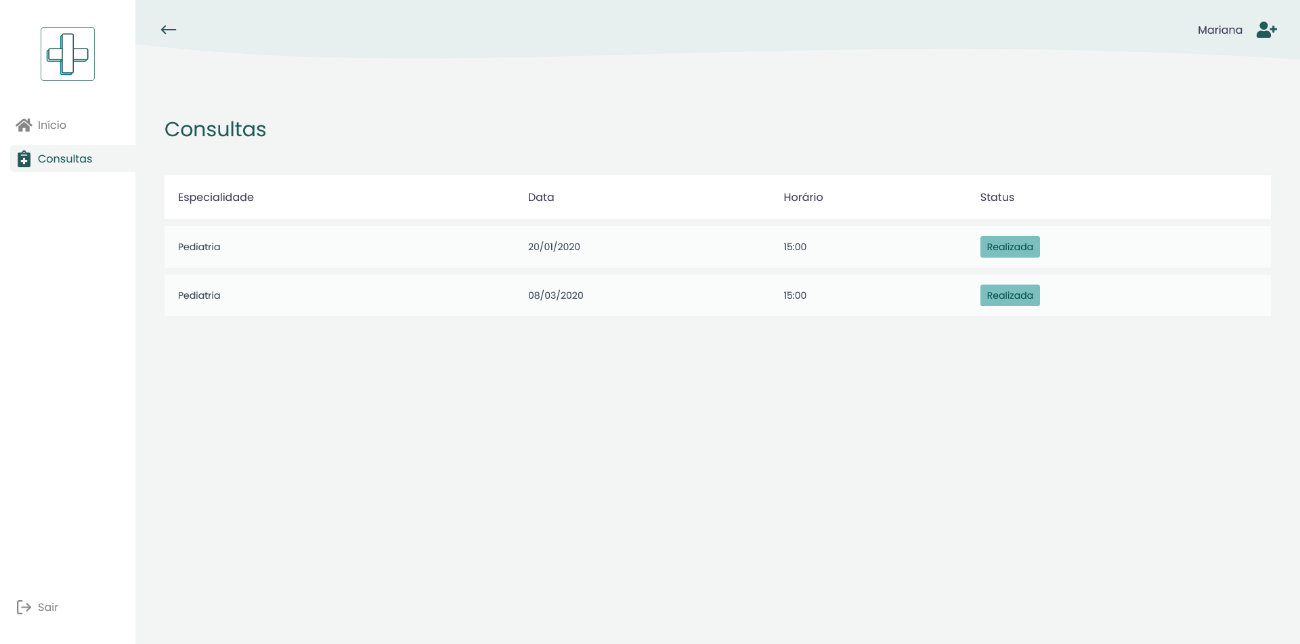 Mariana
Início
Consultas
Consultas
Especialidade Data Horário Status
Pediatria 20/01/2020 15:00 Realizada
Pediatria 08/03/2020 15:00 Realizada
Sair